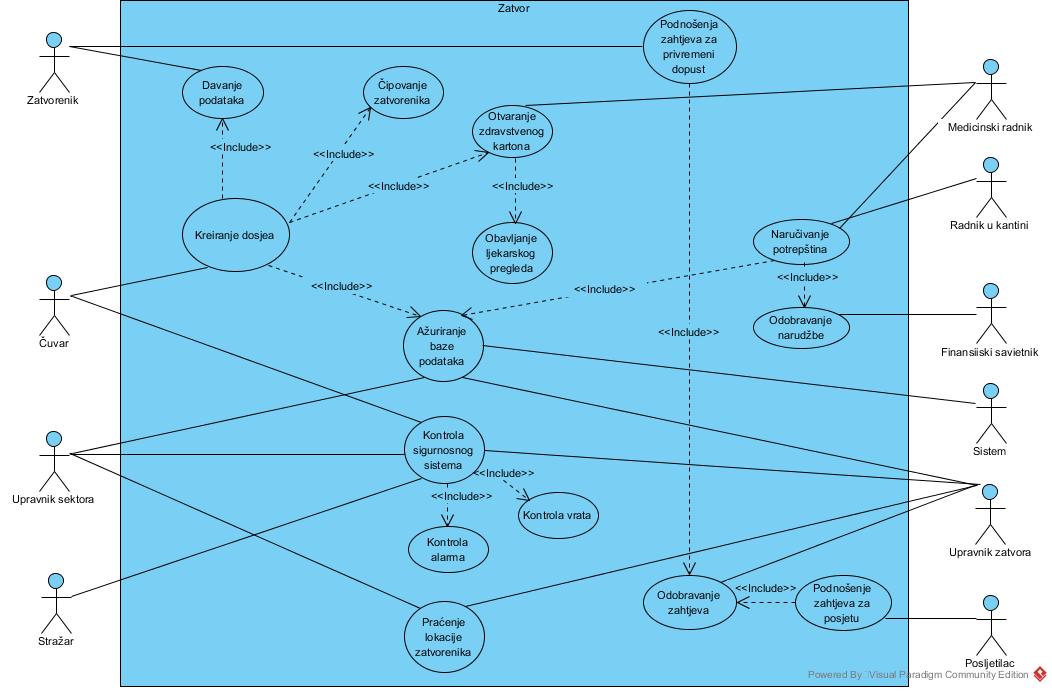 Zatvor
Zatvorenik
Podnošenja
zahtjeva za
privremeni
dopust
Davanje
podataka
Čipovanje
zatvorenika
Otvaranje
zdravstvenog
kartona
Medicinski radnik
<<Include>>
<<Include>>
<<Include>>
<<Include>>
Radnik u kantini
Kreiranje dosjea
Obavljanje
ljekarskog
pregleda
Naručivanje
potrepština
<<Include>>
<<Include>>
<<Include>>
Čuvar
Ažuriranje
baze
podataka
<<Include>>
Odobravanje
narudžbe
Finansijski savjetnik
Kontrola
sigurnosnog
sistema
Sistem
<<Include>>
<<Include>>
Upravnik sektora
Kontrola vrata
Kontrola
alarma
Upravnik zatvora
Stražar
Praćenje
lokacije
zatvorenika
Odobravanje
zahtjeva
<<Include>>
Podnošenje
zahtjeva za
posjetu
Posljetilac
Powered By Visual Paradigm Community Edition